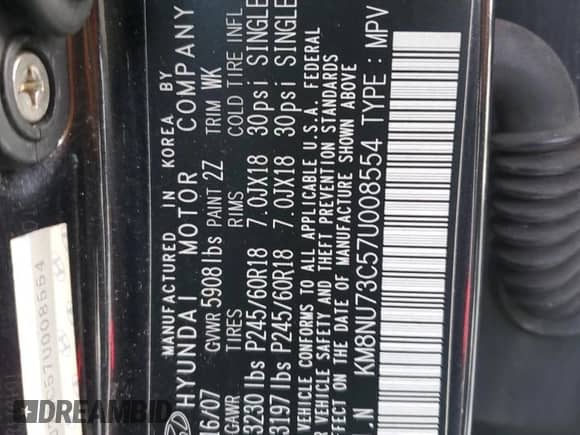 MANUFACTURED IN KOREA BY
HYUNDAI MOTOR COMPANY
16/07 GVWR 5908 lbs PAINT 2Z TRIM WK
GAWR TIRES RIMS COLD TIRE INFL.
3230 lbs P245/60R18 7.0JX18 30psi SINGLE
3197 lbs P245/60R18 7.0JX18 30psi SINGLE
VEHICLE CONFORMS TO ALL APPLICABLE U.S.A. FEDERAL
VEHICLE SAFETY AND THEFT PREVENTION STANDARDS
EFFECT ON THE DATE OF MANUFACTURE SHOWN ABOVE
KM8NU73C57U008554 TYPE : MPV
C57U008554
DREAMBID